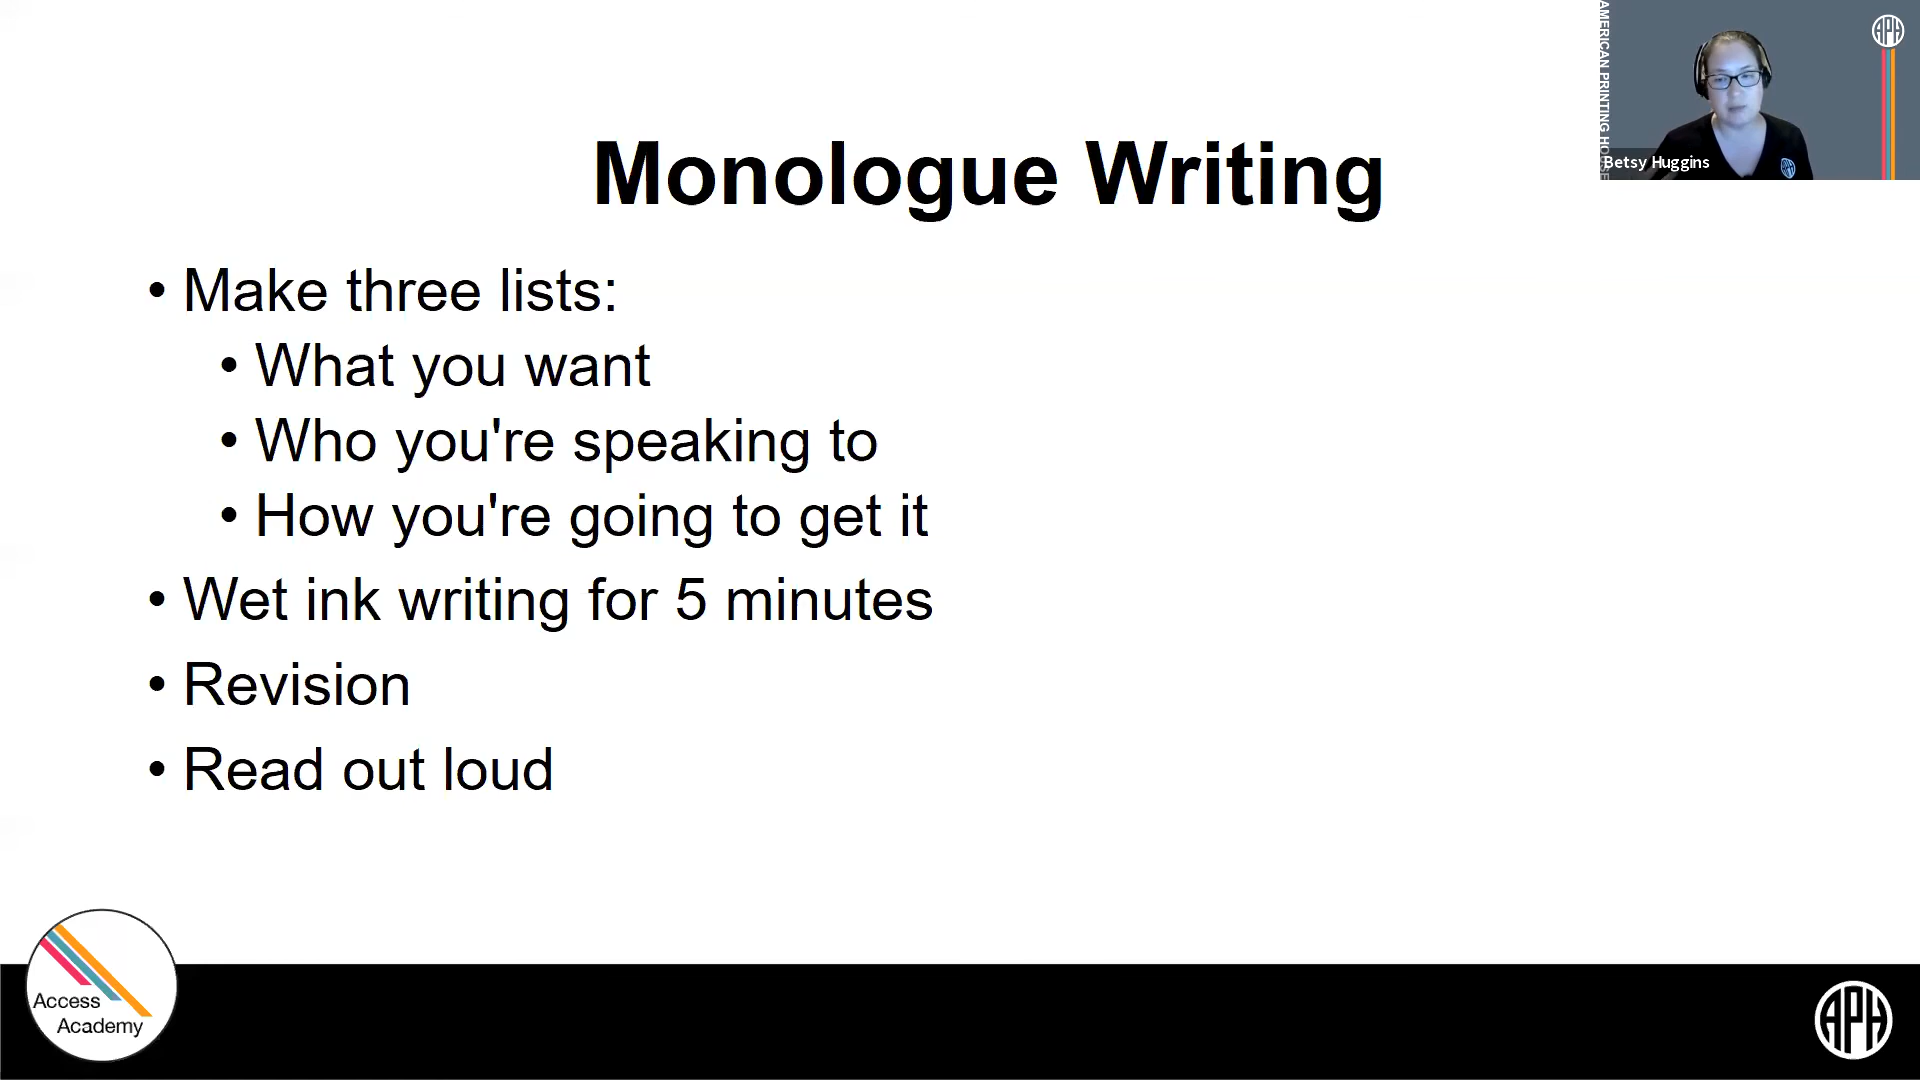 AMERICAN PRINTING HOUSE
APH
Betsy Huggins
Monologue Writing
• Make three lists:
• What you want
• Who you're speaking to
• How you're going to get it
• Wet ink writing for 5 minutes
• Revision
• Read out loud
Access
Academy
APH